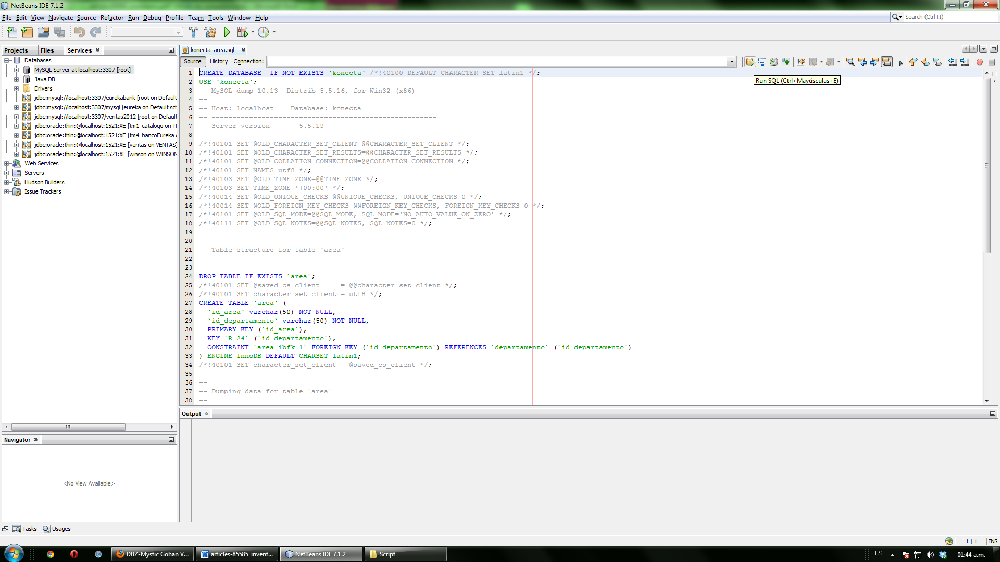 NetBeans IDE 7.1.2
File Edit View Navigate Source Refactor Run Debug Profile Team Tools Window Help
Search (Ctrl+I)
Projects Files Services
Databases
MySQL Server at localhost:3307 [root]
Java DB
Drivers
jdbc:mysql://localhost:3307/eurekabank [root on Default
jdbc:mysql://localhost:3307/mysql [eureka on Default sch
jdbc:mysql://localhost:3307/ventas2012 [root on Default
jdbc:oracle:thin:@localhost:1521:XE [tm1_catalogo on T
jdbc:oracle:thin:@localhost:1521:XE [tm4_bancoEureka
jdbc:oracle:thin:@localhost:1521:XE [ventas on VENTAS]
jdbc:oracle:thin:@localhost:1521:XE [winson on WINSON
Web Services
Servers
Hudson Builders
Issue Trackers
Navigator
<No View Available>
konecta_area.sql
Source History Connection:
Run SQL (Ctrl+Mayúsculas+E)
1 CREATE DATABASE  IF NOT EXISTS `konecta` /*!40100 DEFAULT CHARACTER SET latin1 */;
2 USE `konecta`;
3 -- MySQL dump 10.13  Distrib 5.5.16, for Win32 (x86)
4 --
5 -- Host: localhost    Database: konecta
6 -- ------------------------------------------------------
7 -- Server version       5.5.19
8
9 /*!40101 SET @OLD_CHARACTER_SET_CLIENT=@@CHARACTER_SET_CLIENT */;
10 /*!40101 SET @OLD_CHARACTER_SET_RESULTS=@@CHARACTER_SET_RESULTS */;
11 /*!40101 SET @OLD_COLLATION_CONNECTION=@@COLLATION_CONNECTION */;
12 /*!40101 SET NAMES utf8 */;
13 /*!40103 SET @OLD_TIME_ZONE=@@TIME_ZONE */;
14 /*!40103 SET TIME_ZONE='+00:00' */;
15 /*!40014 SET @OLD_UNIQUE_CHECKS=@@UNIQUE_CHECKS, UNIQUE_CHECKS=0 */;
16 /*!40014 SET @OLD_FOREIGN_KEY_CHECKS=@@FOREIGN_KEY_CHECKS, FOREIGN_KEY_CHECKS=0 */;
17 /*!40101 SET @OLD_SQL_MODE=@@SQL_MODE, SQL_MODE='NO_AUTO_VALUE_ON_ZERO' */;
18 /*!40111 SET @OLD_SQL_NOTES=@@SQL_NOTES, SQL_NOTES=0 */;
19
20 --
21 -- Table structure for table `area`
22 --
23
24 DROP TABLE IF EXISTS `area`;
25 /*!40101 SET @saved_cs_client     = @@character_set_client */;
26 /*!40101 SET character_set_client = utf8 */;
27 CREATE TABLE `area` (
28   `id_area` varchar(50) NOT NULL,
29   `id_departamento` varchar(50) NOT NULL,
30   PRIMARY KEY (`id_area`),
31   KEY `R_24` (`id_departamento`),
32   CONSTRAINT `area_ibfk_1` FOREIGN KEY (`id_departamento`) REFERENCES `departamento` (`id_departamento`)
33 ) ENGINE=InnoDB DEFAULT CHARSET=latin1;
34 /*!40101 SET character_set_client = @saved_cs_client */;
35
36 --
37 -- Dumping data for table `area`
38 --
Output
Tasks Usages
1 | 1 INS
DBZ-Mystic Gohan V... articles-85585_invent... NetBeans IDE 7.1.2 Script
ES 01:44 a.m.